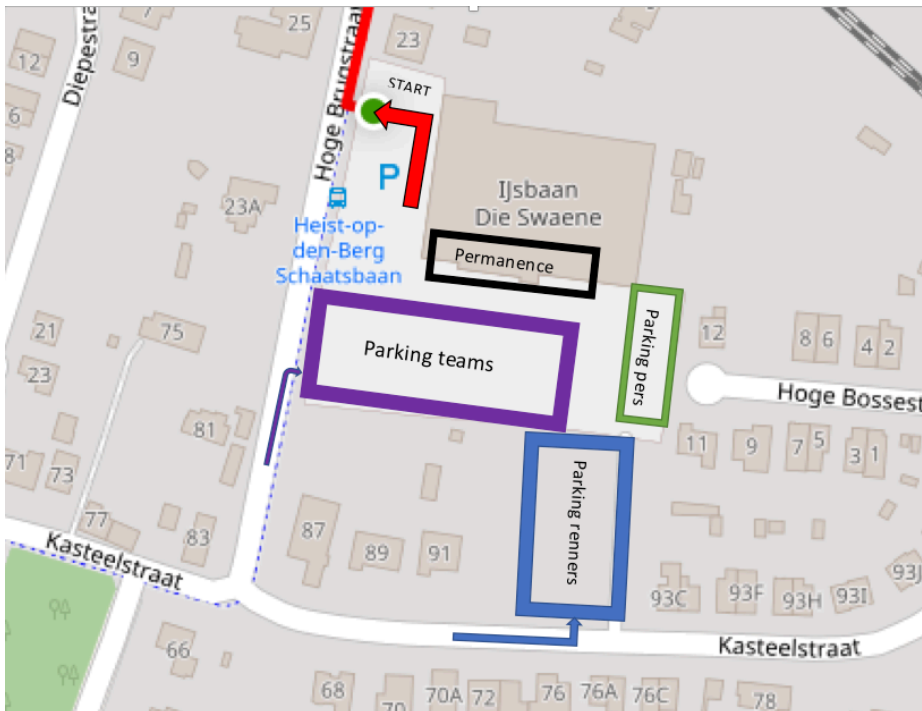 Diepestra
7
25
Hoge Brugstraat
23
START
12
9
6
8
P
IJsbaan
Die Swaene
23A
Heist-op-
den-Berg
Schaatsbaan
Permanence
21
75
Parking teams
Parking pers
12
8 6
4 2
23
Hoge Bossest
81
11
9
7
5
3 1
71
73
Parking renners
77
83
87
89
91
Kasteelstraat
93C
93F
93H
93I
93J
66
Kasteelstraat
68
70
70A
72
76
76A
76C
78